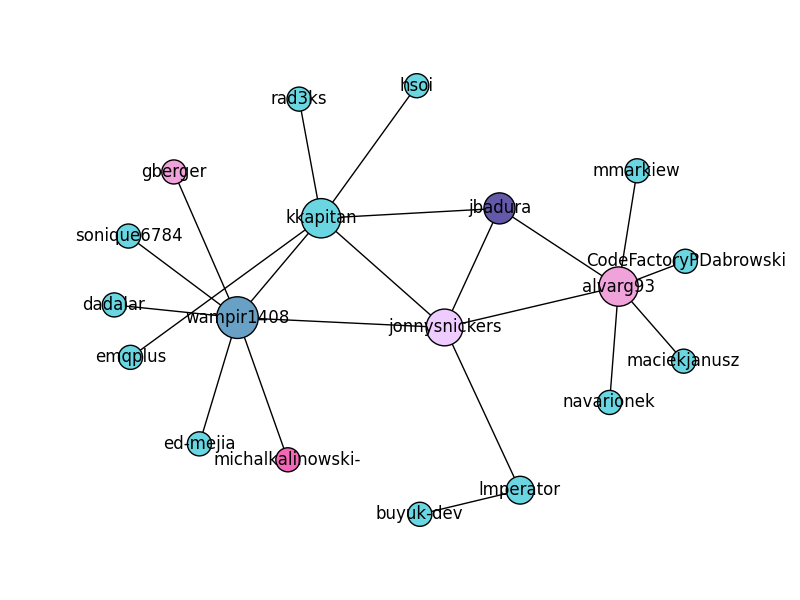 hsoi
rad3ks
mmarkiew
gberger
jbadura
kkapitan
sonique6784
CodeFactoryPDabrowski
alvarg93
dadalar
wampir1408
jonnysnickers
emqplus
maciekjanusz
navarionek
ed-mejia
michalkalinowski-
Imperator
buyuk-dev